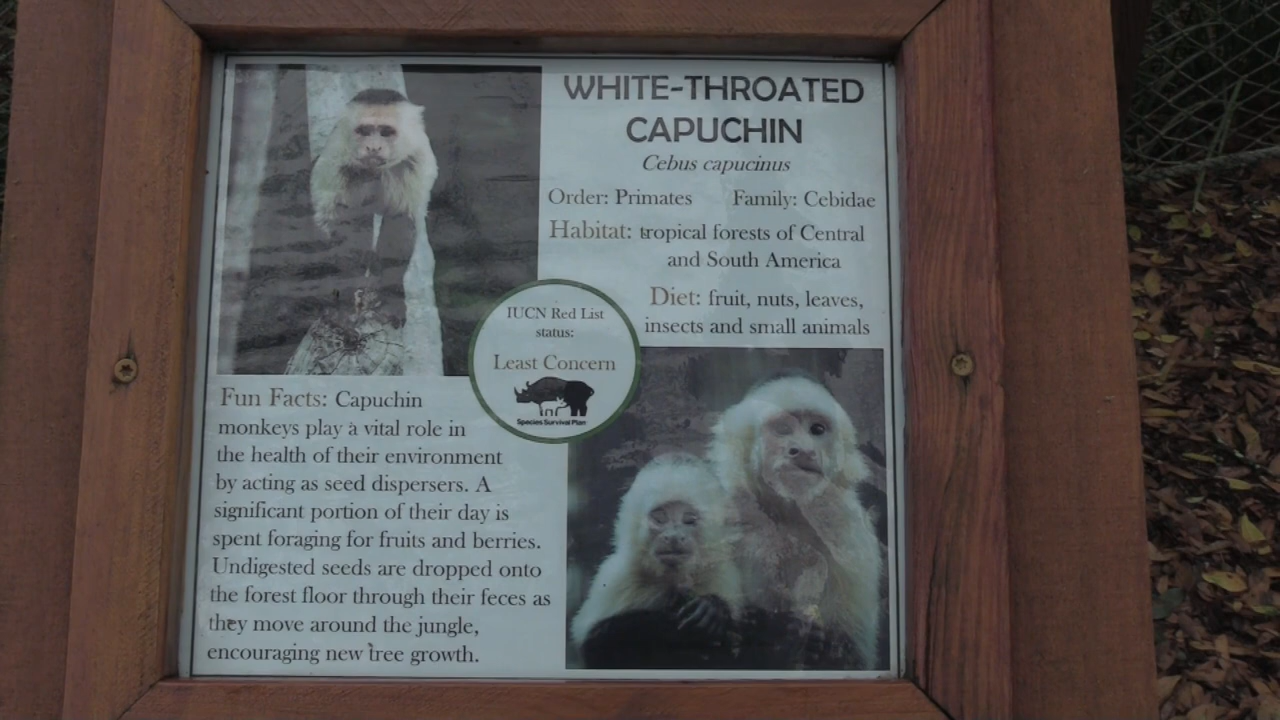 WHITE-THROATED
CAPUCHIN
Cebus capucinus
Order: Primates Family: Cebidae
Habitat: tropical forests of Central
and South America
Diet: fruit, nuts, leaves,
insects and small animals
IUCN Red List
status:
Least Concern
Species Survival Plan
Fun Facts: Capuchin
monkeys play a vital role in
the health of their environment
by acting as seed dispersers. A
significant portion of their day is
spent foraging for fruits and berries.
Undigested seeds are dropped onto
the forest floor through their feces as
they move around the jungle,
encouraging new tree growth.